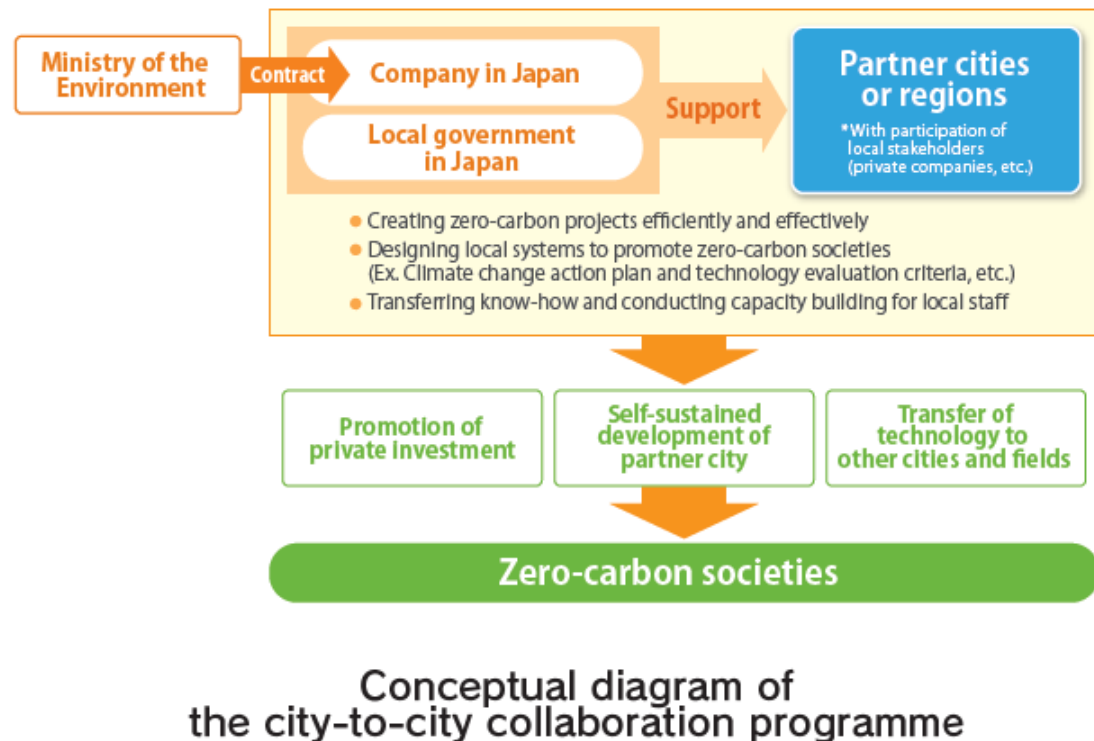 Ministry of the
Environment
Contract
Company in Japan
Local government
in Japan
Support
Partner cities
or regions
*With participation of
local stakeholders
(private companies, etc.)
● Creating zero-carbon projects efficiently and effectively
● Designing local systems to promote zero-carbon societies
(Ex. Climate change action plan and technology evaluation criteria, etc.)
● Transferring know-how and conducting capacity building for local staff
Promotion of
private investment
Self-sustained
development of
partner city
Transfer of
technology to
other cities and fields
Zero-carbon societies
Conceptual diagram of
the city-to-city collaboration programme